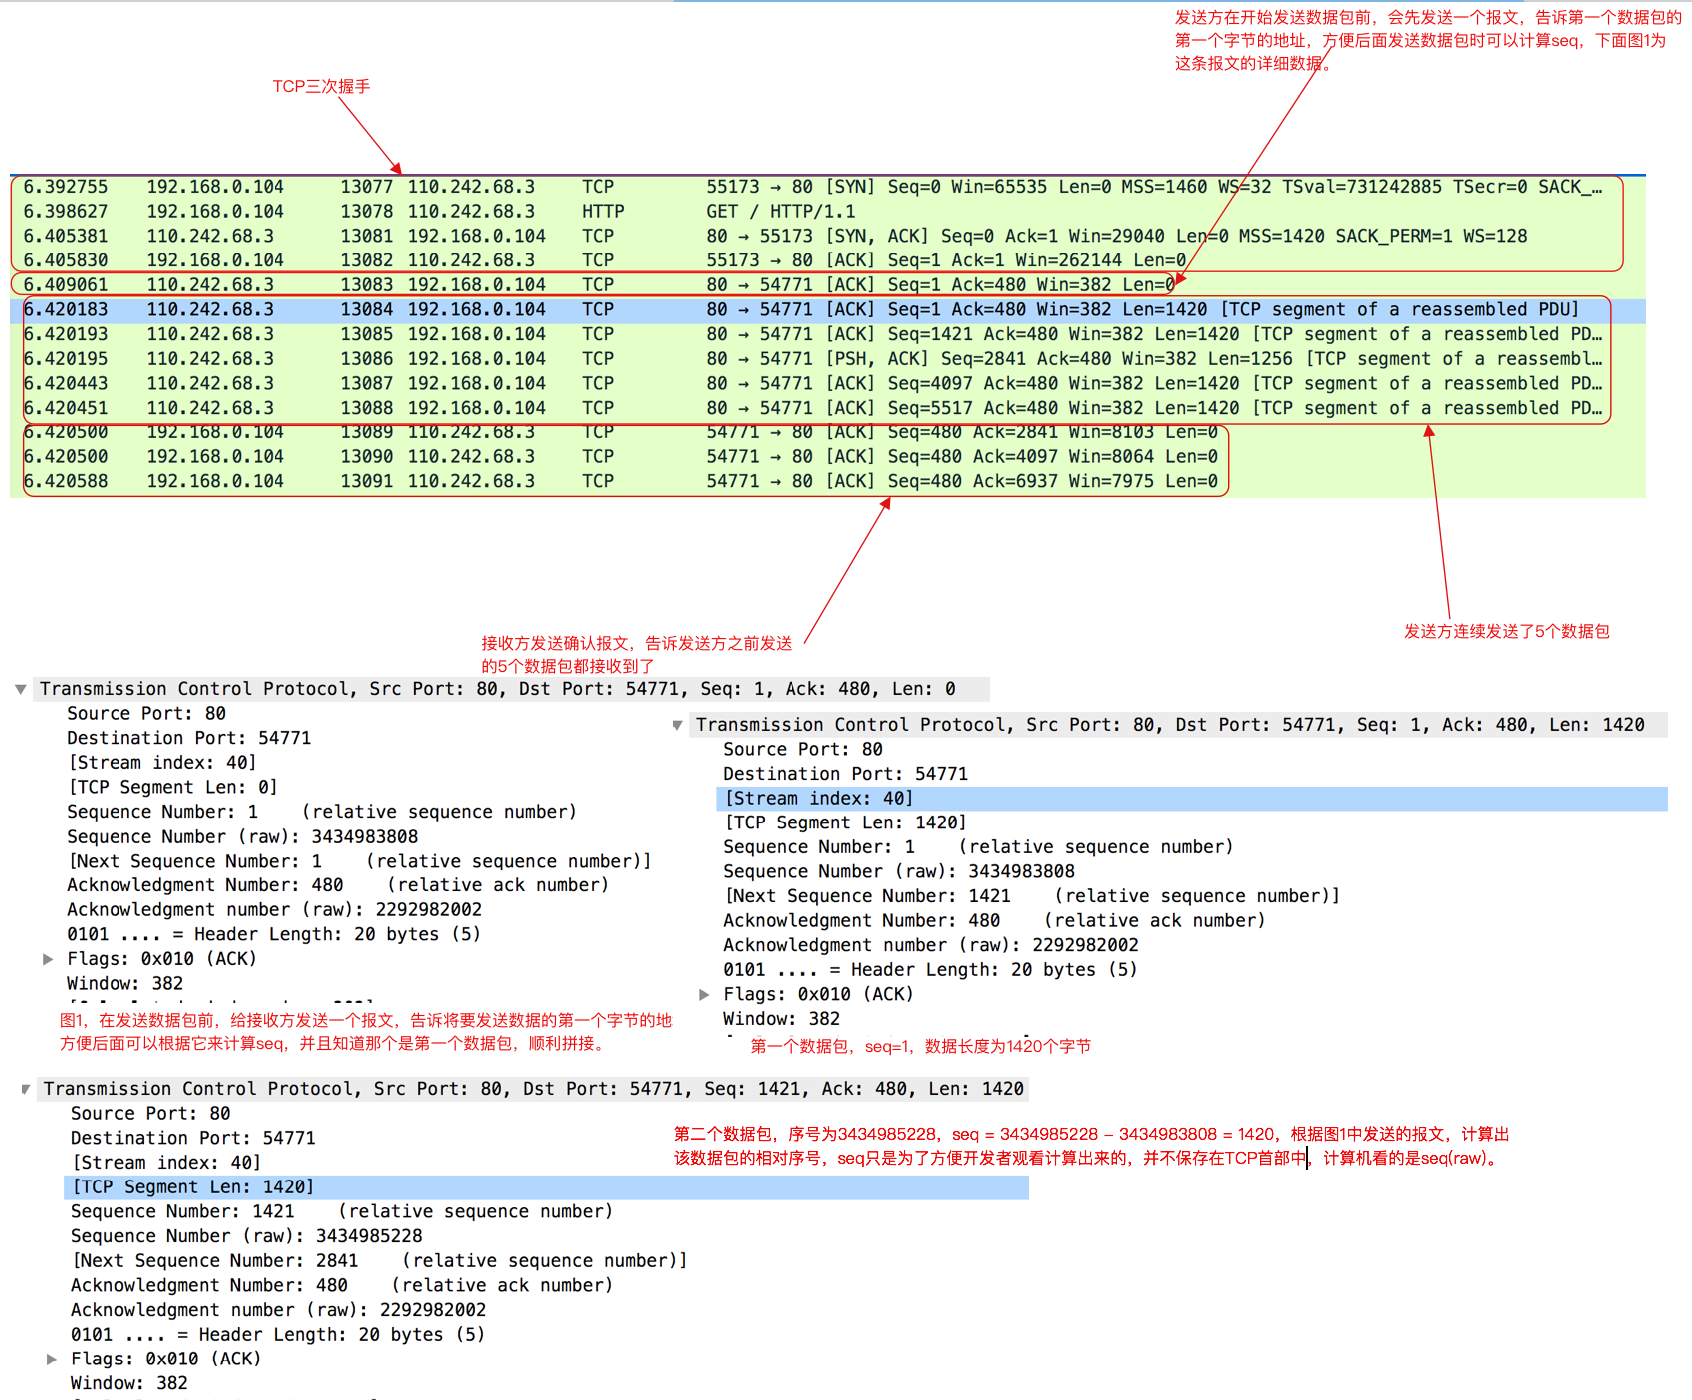 发送方在开始发送数据包前，会先发送一个报文，告诉第一个数据包的
第一个字节的地址，方便后面发送数据包时可以计算seq，下面图1为
这条报文的详细数据。
TCP三次握手
6.392755 192.168.0.104 13077 110.242.68.3 TCP 55173 → 80 [SYN] Seq=0 Win=65535 Len=0 MSS=1460 WS=32 TSval=731242885 TSecr=0 SACK_…
6.398627 192.168.0.104 13078 110.242.68.3 HTTP GET / HTTP/1.1
6.405381 110.242.68.3 13081 192.168.0.104 TCP 80 → 55173 [SYN, ACK] Seq=0 Ack=1 Win=29040 Len=0 MSS=1420 SACK_PERM=1 WS=128
6.405830 192.168.0.104 13082 110.242.68.3 TCP 55173 → 80 [ACK] Seq=1 Ack=1 Win=262144 Len=0
6.409061 110.242.68.3 13083 192.168.0.104 TCP 80 → 54771 [ACK] Seq=1 Ack=480 Win=382 Len=0
6.420183 110.242.68.3 13084 192.168.0.104 TCP 80 → 54771 [ACK] Seq=1 Ack=480 Win=382 Len=1420 [TCP segment of a reassembled PDU]
6.420193 110.242.68.3 13085 192.168.0.104 TCP 80 → 54771 [ACK] Seq=1421 Ack=480 Win=382 Len=1420 [TCP segment of a reassembled PD…
6.420195 110.242.68.3 13086 192.168.0.104 TCP 80 → 54771 [PSH, ACK] Seq=2841 Ack=480 Win=382 Len=1256 [TCP segment of a reassembl…
6.420443 110.242.68.3 13087 192.168.0.104 TCP 80 → 54771 [ACK] Seq=4097 Ack=480 Win=382 Len=1420 [TCP segment of a reassembled PD…
6.420451 110.242.68.3 13088 192.168.0.104 TCP 80 → 54771 [ACK] Seq=5517 Ack=480 Win=382 Len=1420 [TCP segment of a reassembled PD…
6.420500 192.168.0.104 13089 110.242.68.3 TCP 54771 → 80 [ACK] Seq=480 Ack=2841 Win=8103 Len=0
6.420500 192.168.0.104 13090 110.242.68.3 TCP 54771 → 80 [ACK] Seq=480 Ack=4097 Win=8064 Len=0
6.420588 192.168.0.104 13091 110.242.68.3 TCP 54771 → 80 [ACK] Seq=480 Ack=6937 Win=7975 Len=0
发送方连续发送了5个数据包
接收方发送确认报文，告诉发送方之前发送
的5个数据包都接收到了
Transmission Control Protocol, Src Port: 80, Dst Port: 54771, Seq: 1, Ack: 480, Len: 0
Source Port: 80
Destination Port: 54771
[Stream index: 40]
[TCP Segment Len: 0]
Sequence Number: 1 (relative sequence number)
Sequence Number (raw): 3434983808
[Next Sequence Number: 1 (relative sequence number)]
Acknowledgment Number: 480 (relative ack number)
Acknowledgment number (raw): 2292982002
0101 .... = Header Length: 20 bytes (5)
Flags: 0x010 (ACK)
Window: 382
图1，在发送数据包前，给接收方发送一个报文，告诉将要发送数据的第一个字节的地
方便后面可以根据它来计算seq，并且知道那个是第一个数据包，顺利拼接。
Transmission Control Protocol, Src Port: 80, Dst Port: 54771, Seq: 1, Ack: 480, Len: 1420
Source Port: 80
Destination Port: 54771
[Stream index: 40]
[TCP Segment Len: 1420]
Sequence Number: 1 (relative sequence number)
Sequence Number (raw): 3434983808
[Next Sequence Number: 1421 (relative sequence number)]
Acknowledgment Number: 480 (relative ack number)
Acknowledgment number (raw): 2292982002
0101 .... = Header Length: 20 bytes (5)
Flags: 0x010 (ACK)
Window: 382
第一个数据包，seq=1，数据长度为1420个字节
Transmission Control Protocol, Src Port: 80, Dst Port: 54771, Seq: 1421, Ack: 480, Len: 1420
Source Port: 80
Destination Port: 54771
[Stream index: 40]
[TCP Segment Len: 1420]
Sequence Number: 1421 (relative sequence number)
Sequence Number (raw): 3434985228
[Next Sequence Number: 2841 (relative sequence number)]
Acknowledgment Number: 480 (relative ack number)
Acknowledgment number (raw): 2292982002
0101 .... = Header Length: 20 bytes (5)
Flags: 0x010 (ACK)
Window: 382
第二个数据包，序号为3434985228，seq = 3434985228 – 3434983808 = 1420，根据图1中发送的报文，计算出
该数据包的相对序号，seq只是为了方便开发者观看计算出来的，并不保存在TCP首部中，计算机看的是seq(raw)。